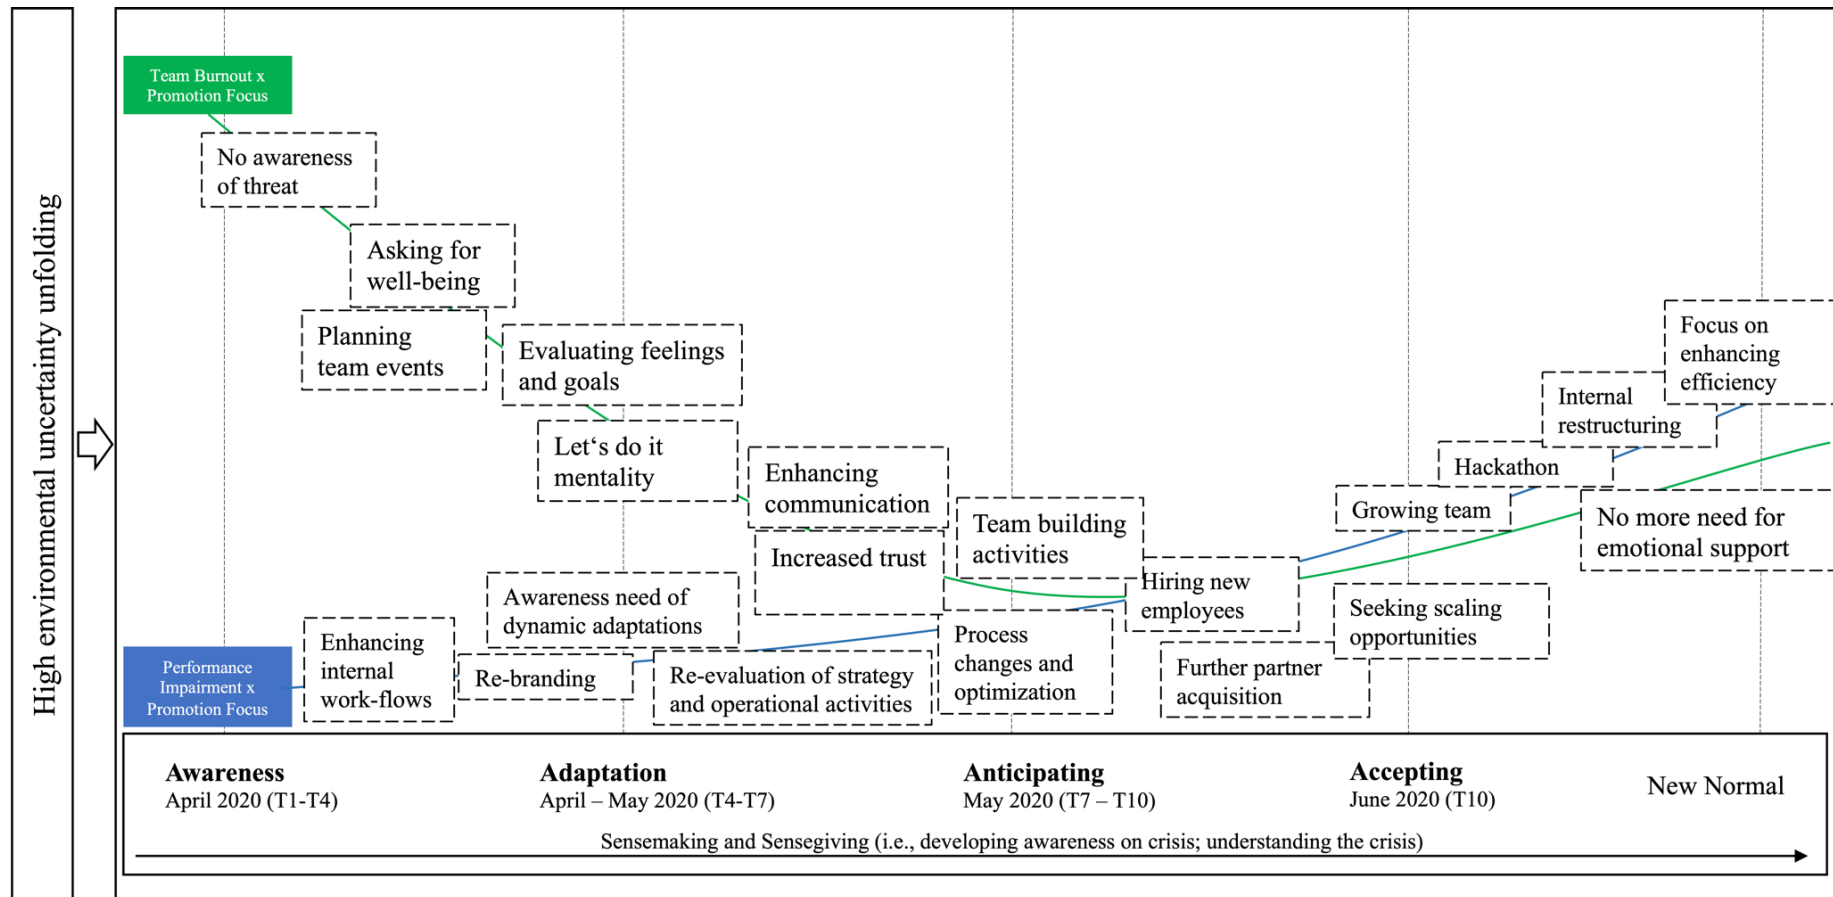 High environmental uncertainty unfolding
Team Burnout x
Promotion Focus
No awareness
of threat
Asking for
well-being
Planning
team events
Evaluating feelings
and goals
Let‘s do it
mentality
Enhancing
communication
Increased trust
Team building
activities
Hiring new
employees
Awareness need of
dynamic adaptations
Performance
Impairment x
Promotion Focus
Enhancing
internal
work-flows
Re-branding
Re-evaluation of strategy
and operational activities
Process
changes and
optimization
Further partner
acquisition
Seeking scaling
opportunities
Growing team
Hackathon
Internal
restructuring
Focus on
enhancing
efficiency
No more need for
emotional support
Awareness
April 2020 (T1-T4)
Adaptation
April – May 2020 (T4-T7)
Anticipating
May 2020 (T7 – T10)
Accepting
June 2020 (T10)
New Normal
Sensemaking and Sensegiving (i.e., developing awareness on crisis; understanding the crisis)